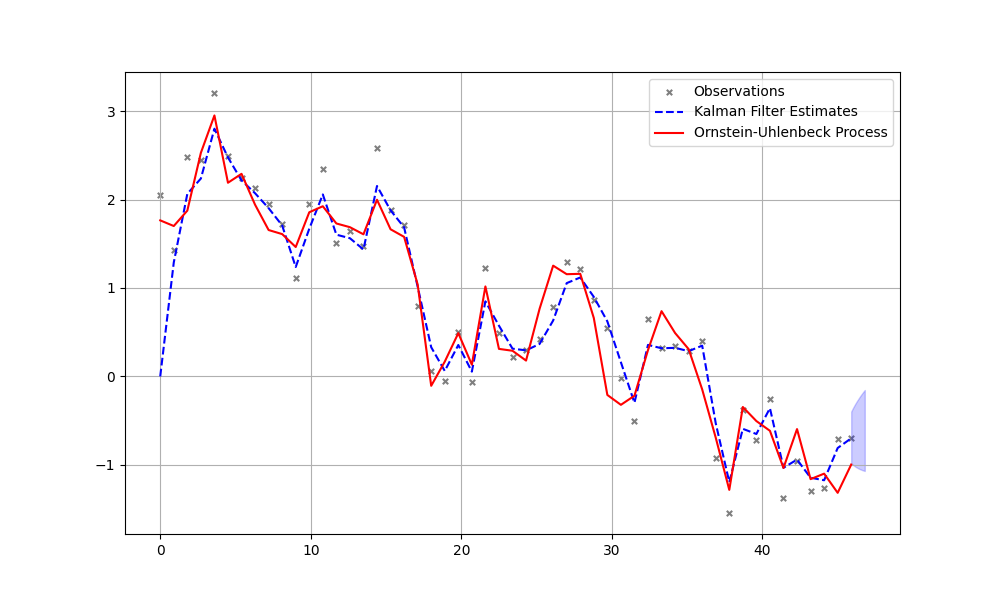 Observations
Kalman Filter Estimates
Ornstein-Uhlenbeck Process
3
2
1
0
−1
0 10 20 30 40